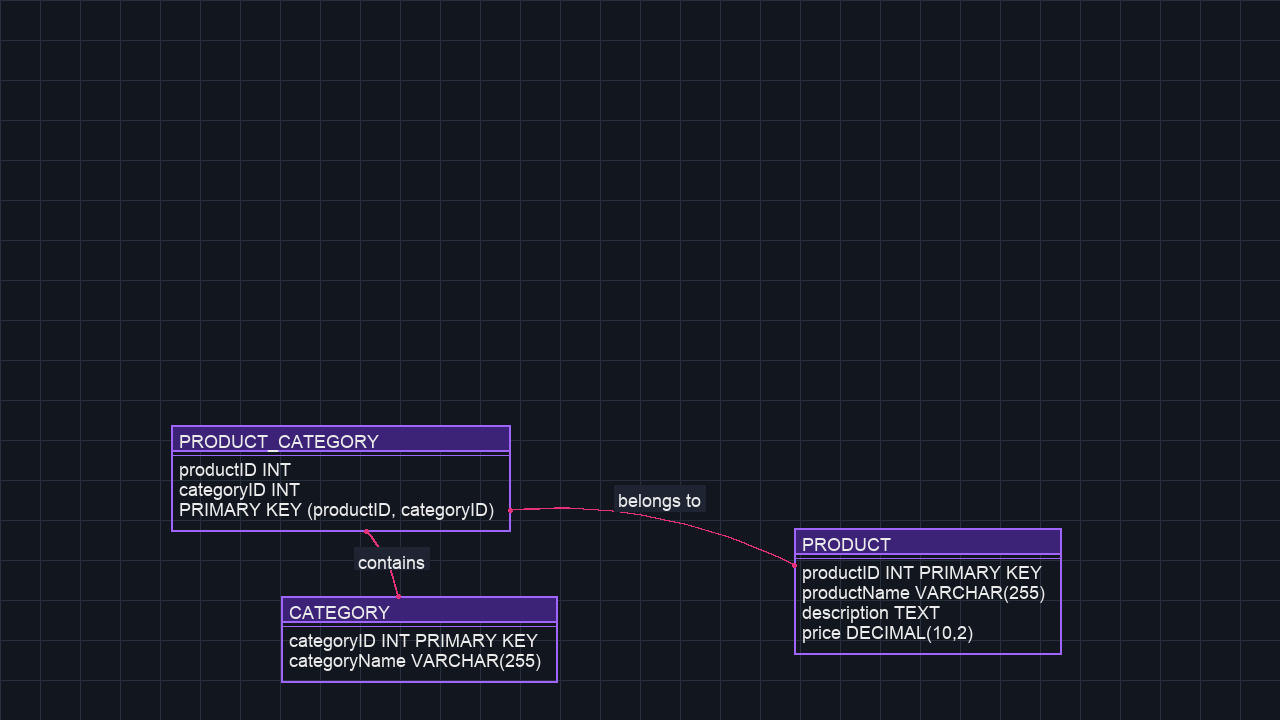 PRODUCT_CATEGORY
productID INT
categoryID INT
PRIMARY KEY (productID, categoryID)
belongs to
contains
PRODUCT
productID INT PRIMARY KEY
productName VARCHAR(255)
description TEXT
price DECIMAL(10,2)
CATEGORY
categoryID INT PRIMARY KEY
categoryName VARCHAR(255)